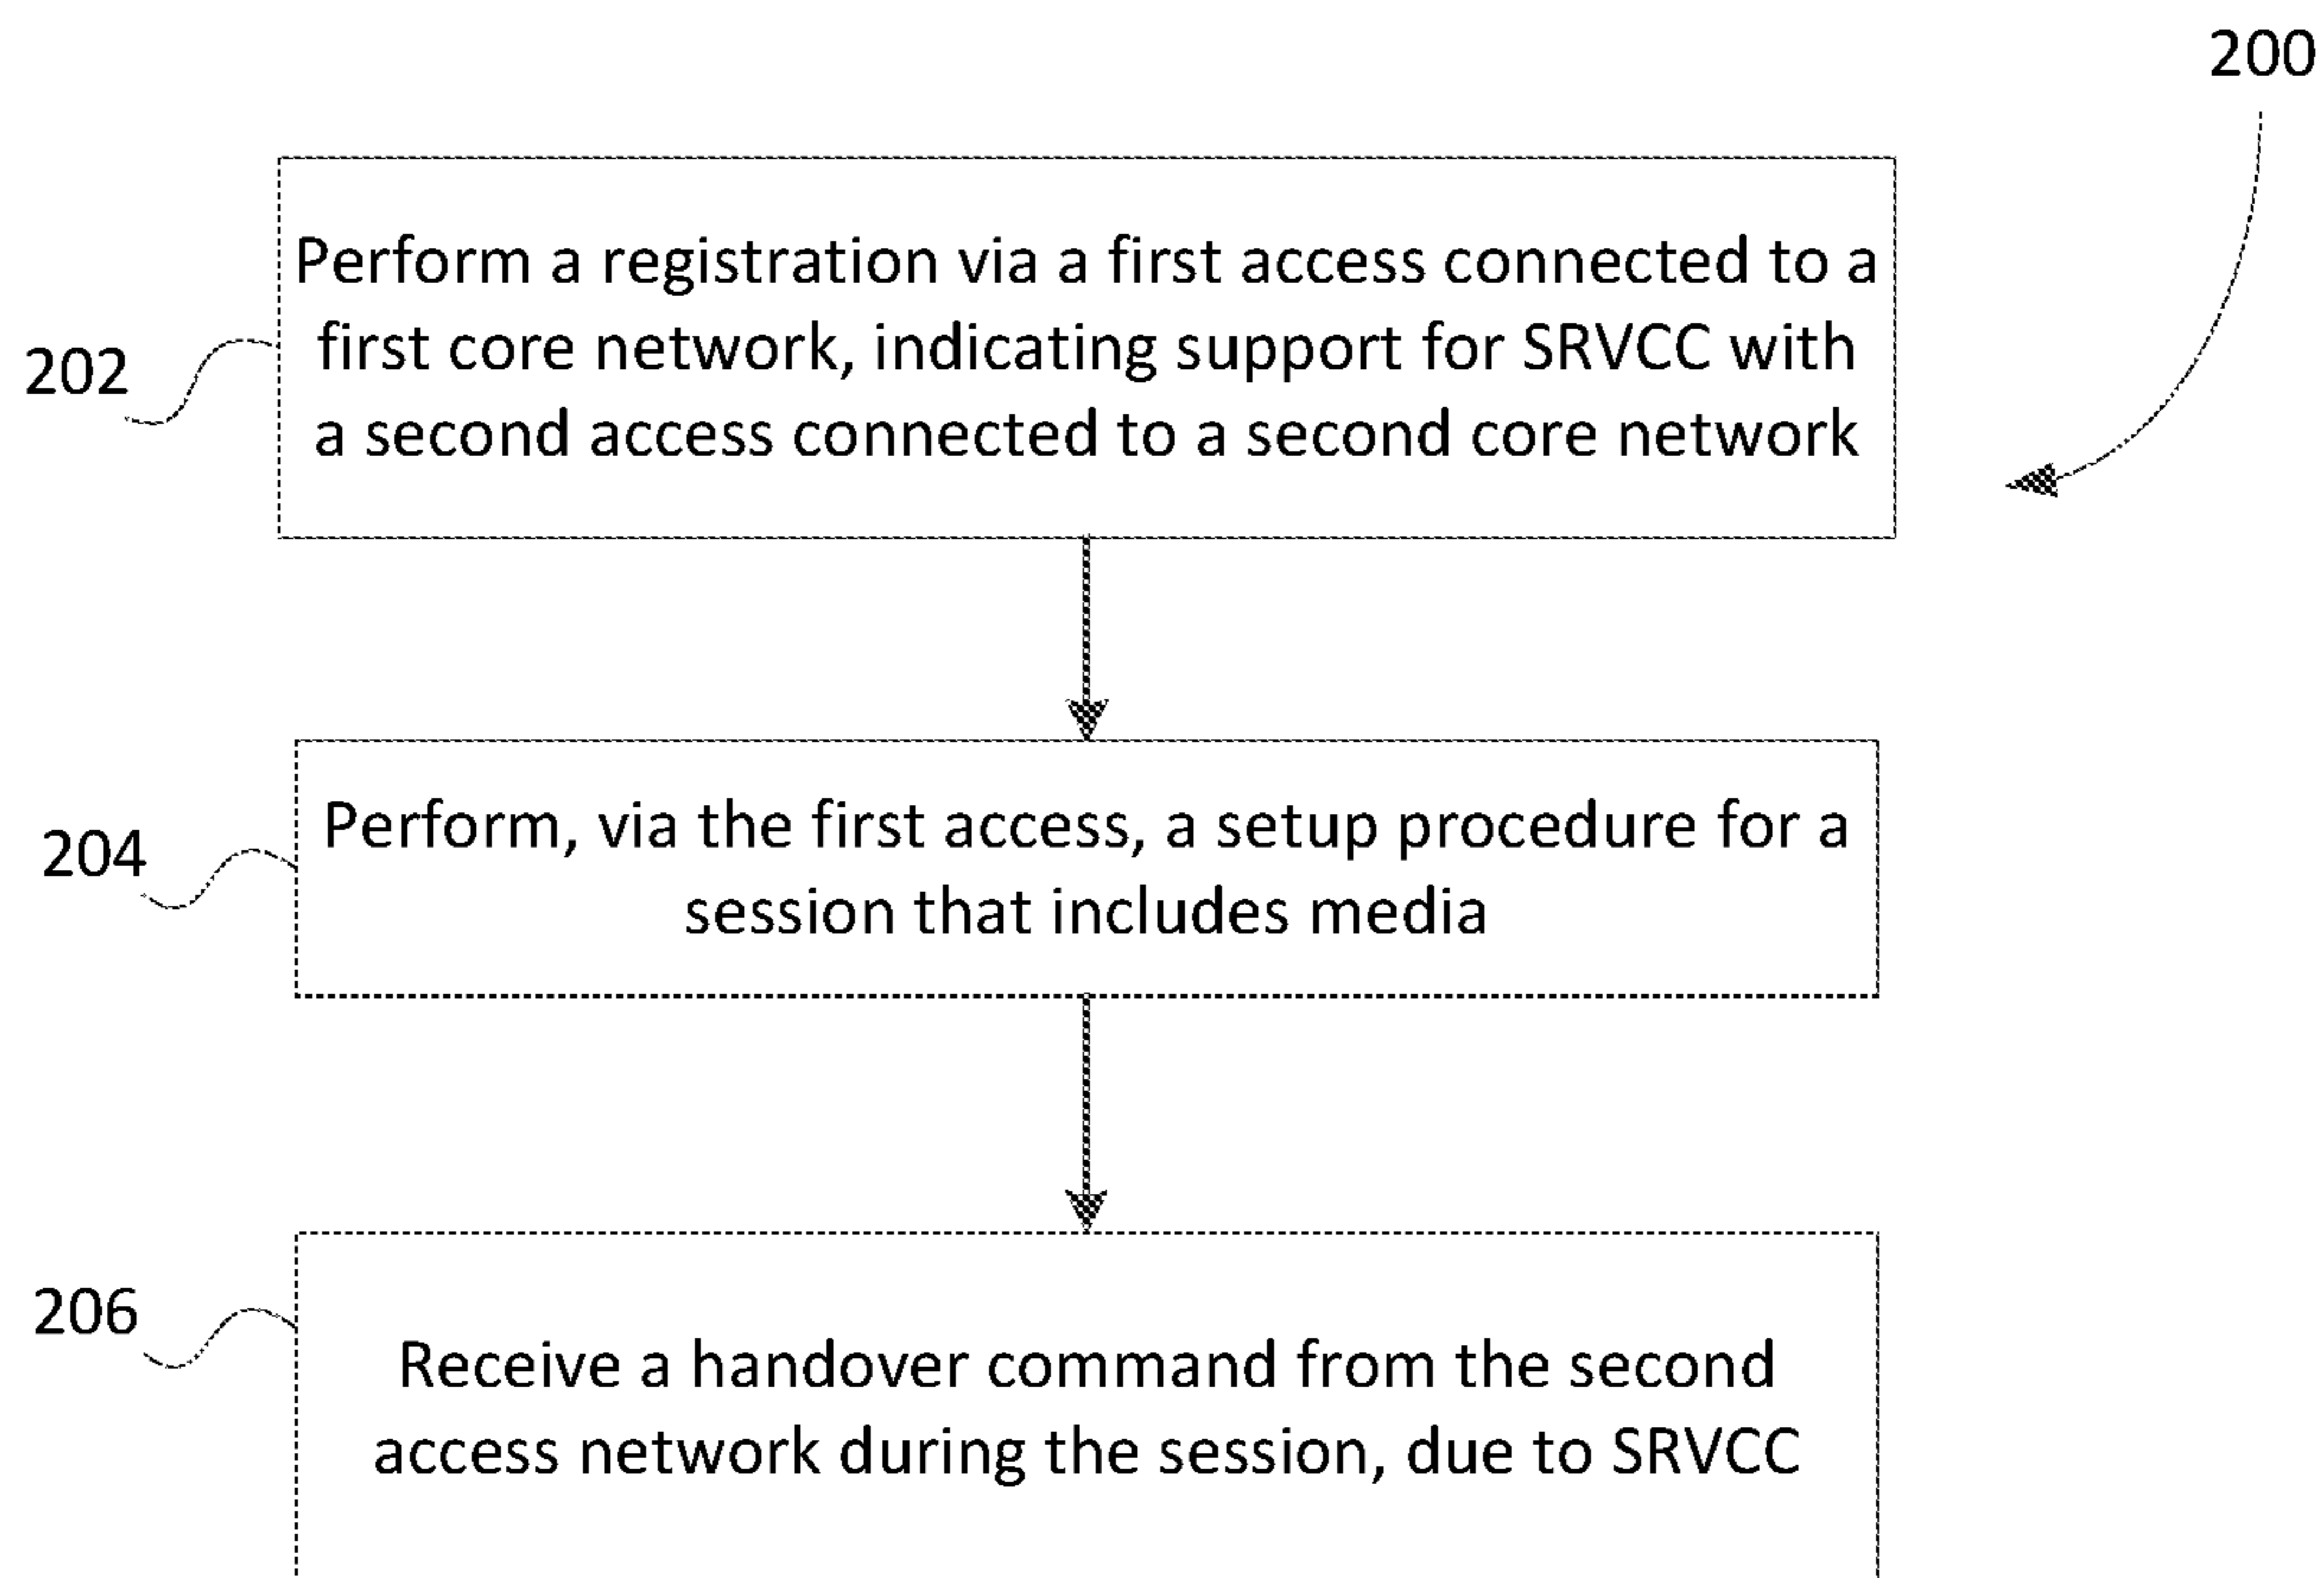 200
Perform a registration via a first access connected to a
first core network, indicating support for SRVCC with
a second access connected to a second core network
202
Perform, via the first access, a setup procedure for a
session that includes media
204
Receive a handover command from the second
access network during the session, due to SRVCC
206